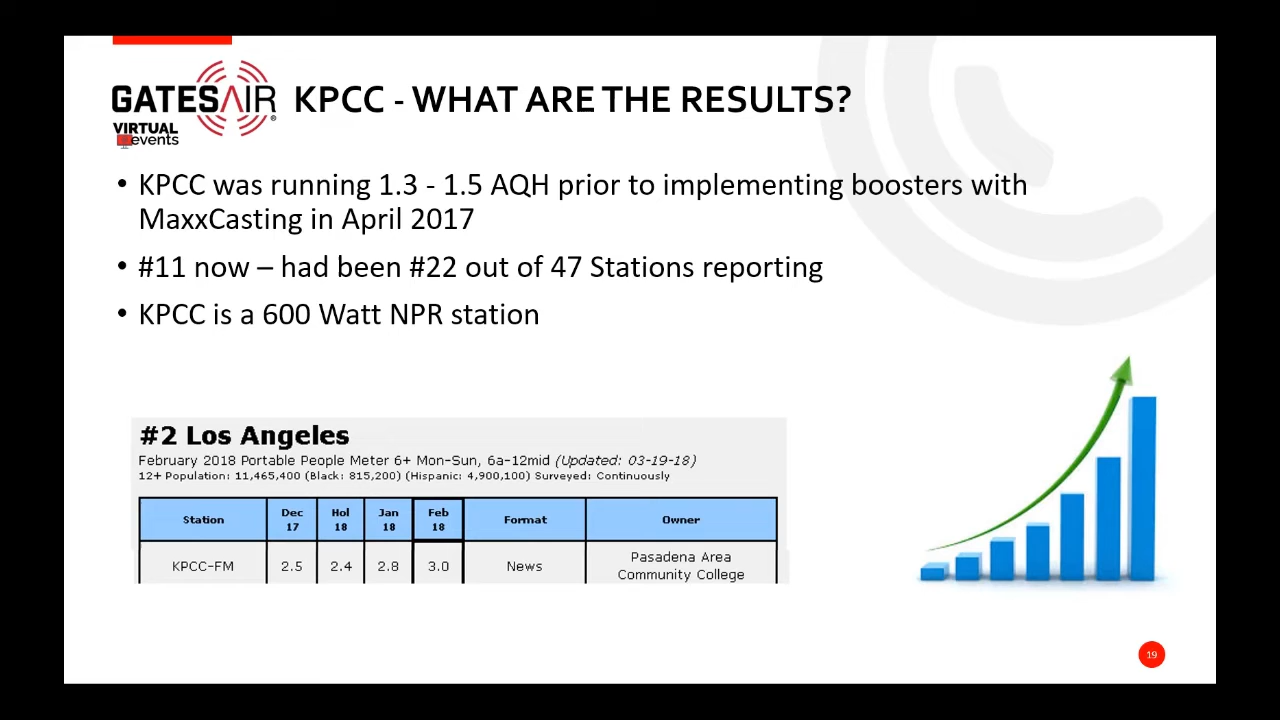 GATESAIR®
VIRTUAL
events
KPCC - WHAT ARE THE RESULTS?
• KPCC was running 1.3 - 1.5 AQH prior to implementing boosters with
MaxxCasting in April 2017
• #11 now – had been #22 out of 47 Stations reporting
• KPCC is a 600 Watt NPR station
#2 Los Angeles
February 2018 Portable People Meter 6+ Mon-Sun, 6a-12mid (Updated: 03-19-18)
12+ Population: 11,465,400 (Black: 815,200) (Hispanic: 4,900,100) Surveyed: Continuously
Station Dec 17 Hol 18 Jan 18 Feb 18 Format Owner
KPCC-FM 2.5 2.4 2.8 3.0 News Pasadena Area Community College
19